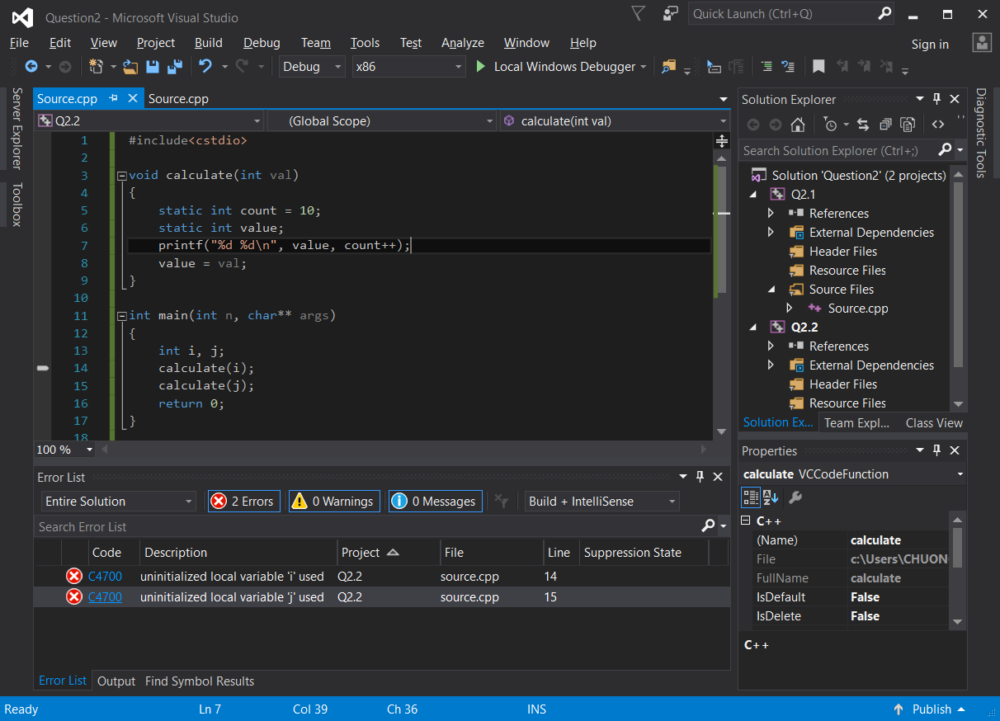 Question2 - Microsoft Visual Studio
Quick Launch (Ctrl+Q)
File Edit View Project Build Debug Team Tools Test Analyze Window Help
Sign in
Debug x86 Local Windows Debugger
Server Explorer
Toolbox
Source.cpp Source.cpp
Q2.2 (Global Scope) calculate(int val)
1 #include<cstdio>
2
3 void calculate(int val)
4 {
5 static int count = 10;
6 static int value;
7 printf("%d %d\n", value, count++);
8 value = val;
9 }
10
11 int main(int n, char** args)
12 {
13 int i, j;
14 calculate(i);
15 calculate(j);
16 return 0;
17 }
18
100 %
Error List
Entire Solution 2 Errors 0 Warnings 0 Messages Build + IntelliSense
Search Error List
Code Description Project File Line Suppression State
C4700 uninitialized local variable 'i' used Q2.2 source.cpp 14
C4700 uninitialized local variable 'j' used Q2.2 source.cpp 15
Error List Output Find Symbol Results
Solution Explorer
Search Solution Explorer (Ctrl+;)
Solution 'Question2' (2 projects)
Q2.1
References
External Dependencies
Header Files
Resource Files
Source Files
Source.cpp
Q2.2
References
External Dependencies
Header Files
Resource Files
Solution Ex... Team Expl... Class View
Properties
calculate VCCodeFunction
C++
(Name) calculate
File c:\Users\CHUON
FullName calculate
IsDefault False
IsDelete False
C++
Diagnostic Tools
Ready Ln 7 Col 39 Ch 36 INS Publish